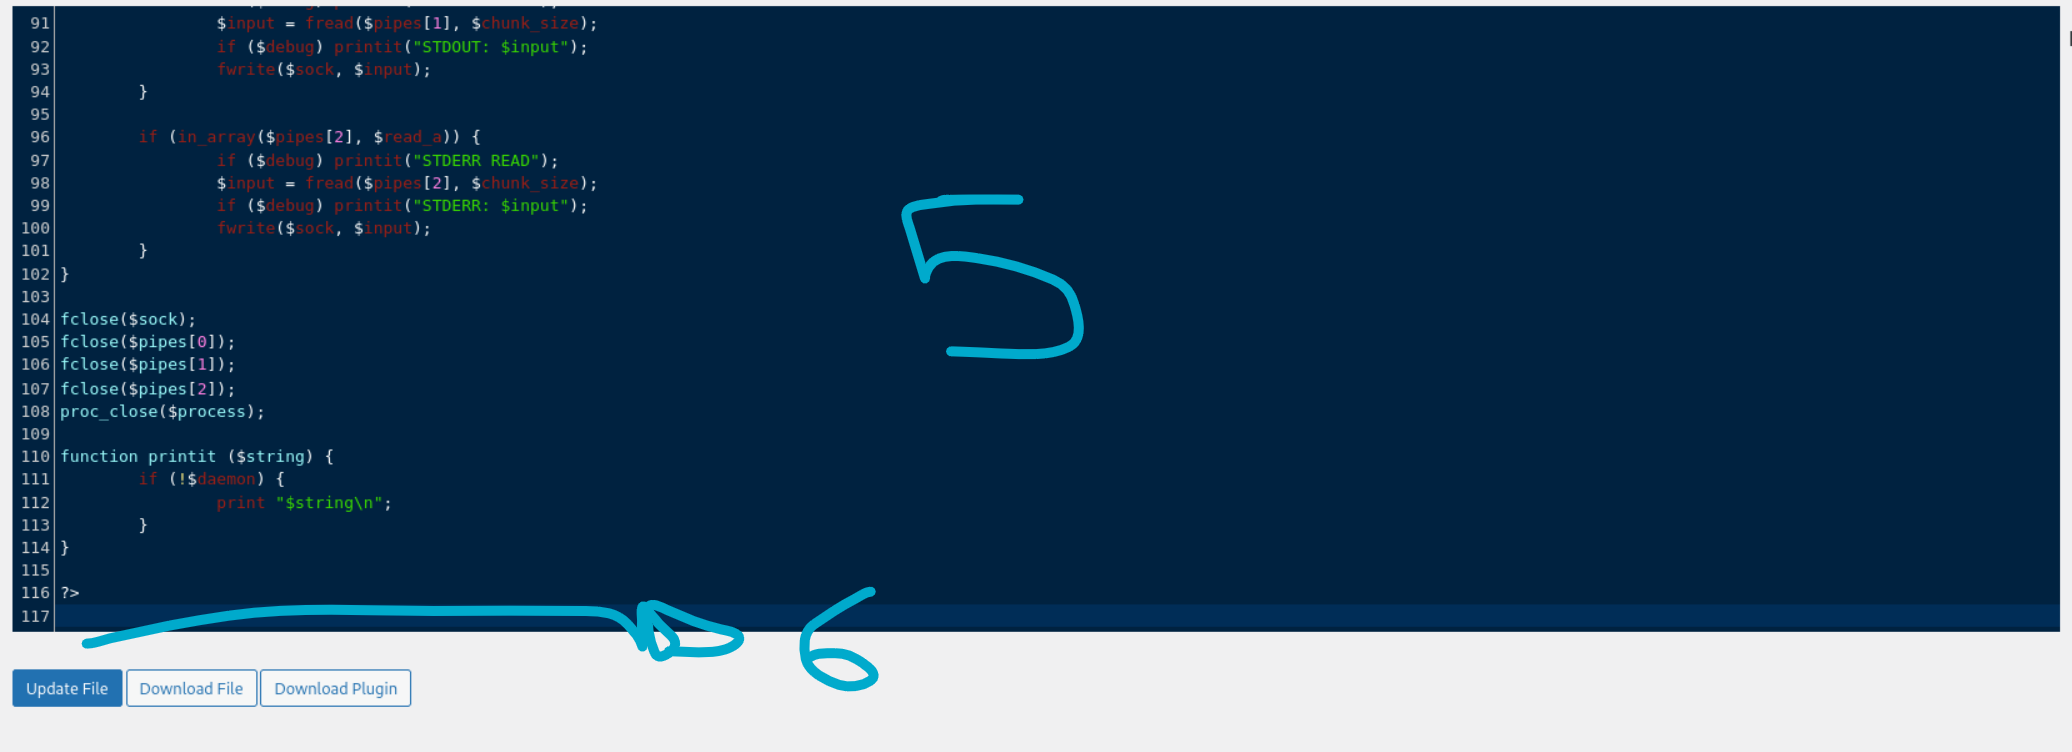 91 $input = fread($pipes[1], $chunk_size);
92 if ($debug) printit("STDOUT: $input");
93 fwrite($sock, $input);
94 }
95
96 if (in_array($pipes[2], $read_a)) {
97 if ($debug) printit("STDERR READ");
98 $input = fread($pipes[2], $chunk_size);
99 if ($debug) printit("STDERR: $input");
100 fwrite($sock, $input);
101 }
102 }
103
104 fclose($sock);
105 fclose($pipes[0]);
106 fclose($pipes[1]);
107 fclose($pipes[2]);
108 proc_close($process);
109
110 function printit ($string) {
111 if (!$daemon) {
112 print "$string\n";
113 }
114 }
115
116 ?>
117
5
6
Update File Download File Download Plugin